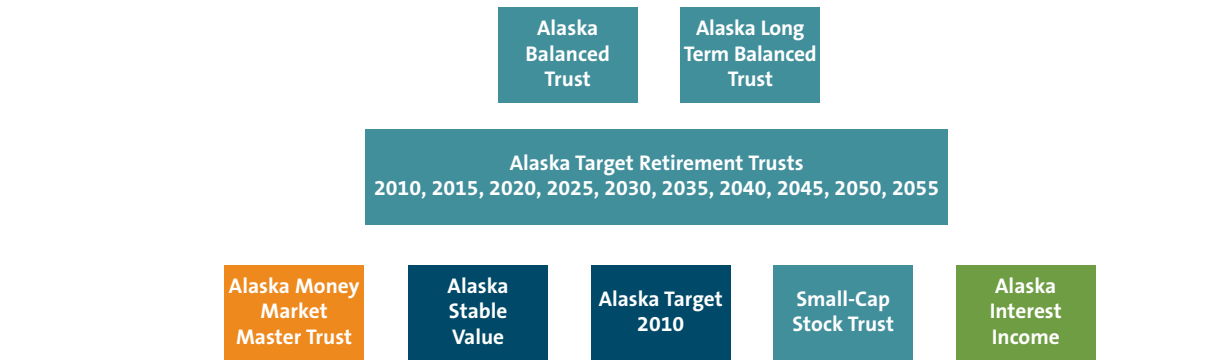 Alaska
Balanced
Trust
Alaska Long
Term Balanced
Trust
Alaska Target Retirement Trusts
2010, 2015, 2020, 2025, 2030, 2035, 2040, 2045, 2050, 2055
Alaska Money
Market
Master Trust
Alaska
Stable
Value
Alaska Target
2010
Small-Cap
Stock Trust
Alaska
Interest
Income